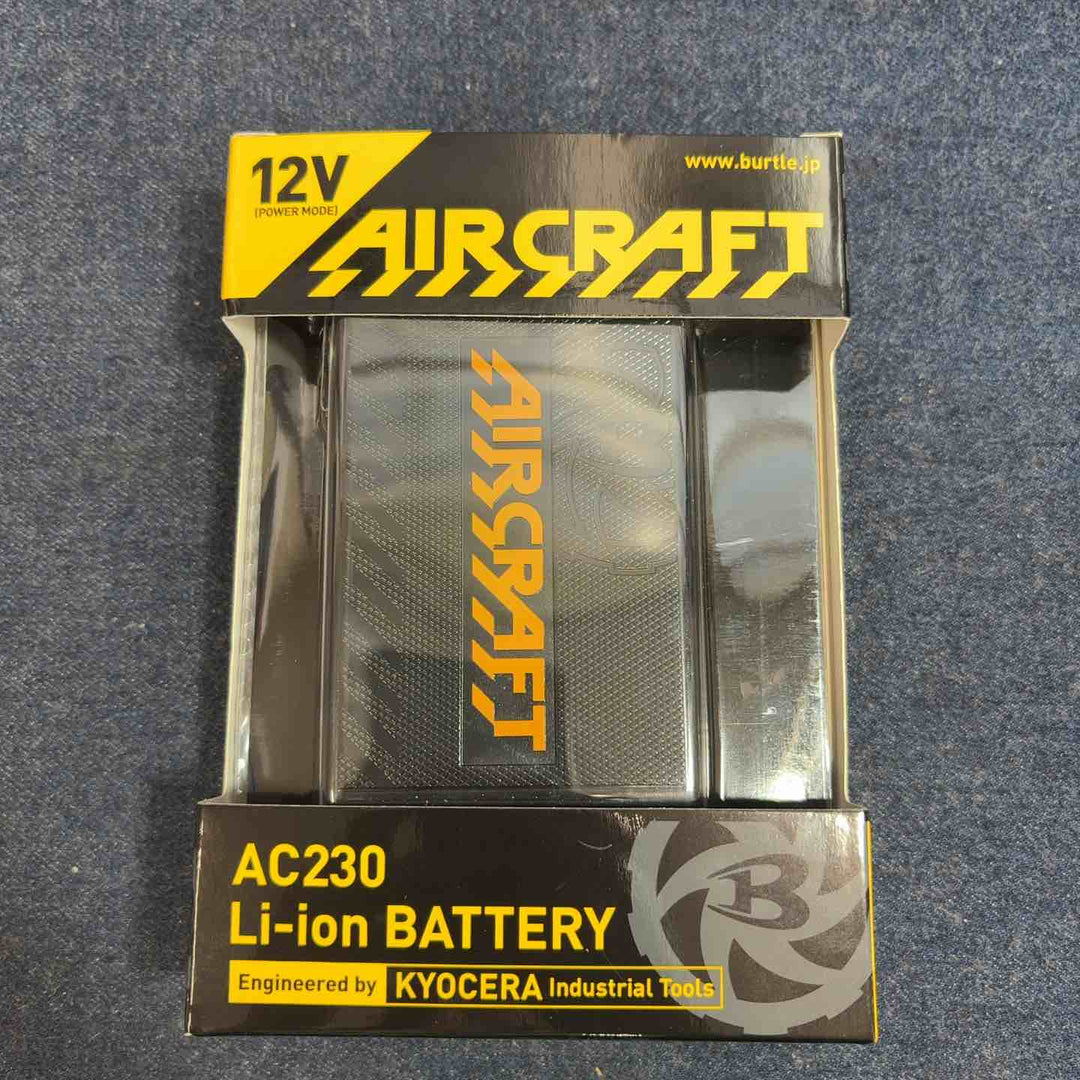 12V
[POWER MODE]
www.burtle.jp
AIRCRAFT
AIRCRAFT
AC230
Li-ion BATTERY
Engineered by KYOCERA Industrial Tools
B